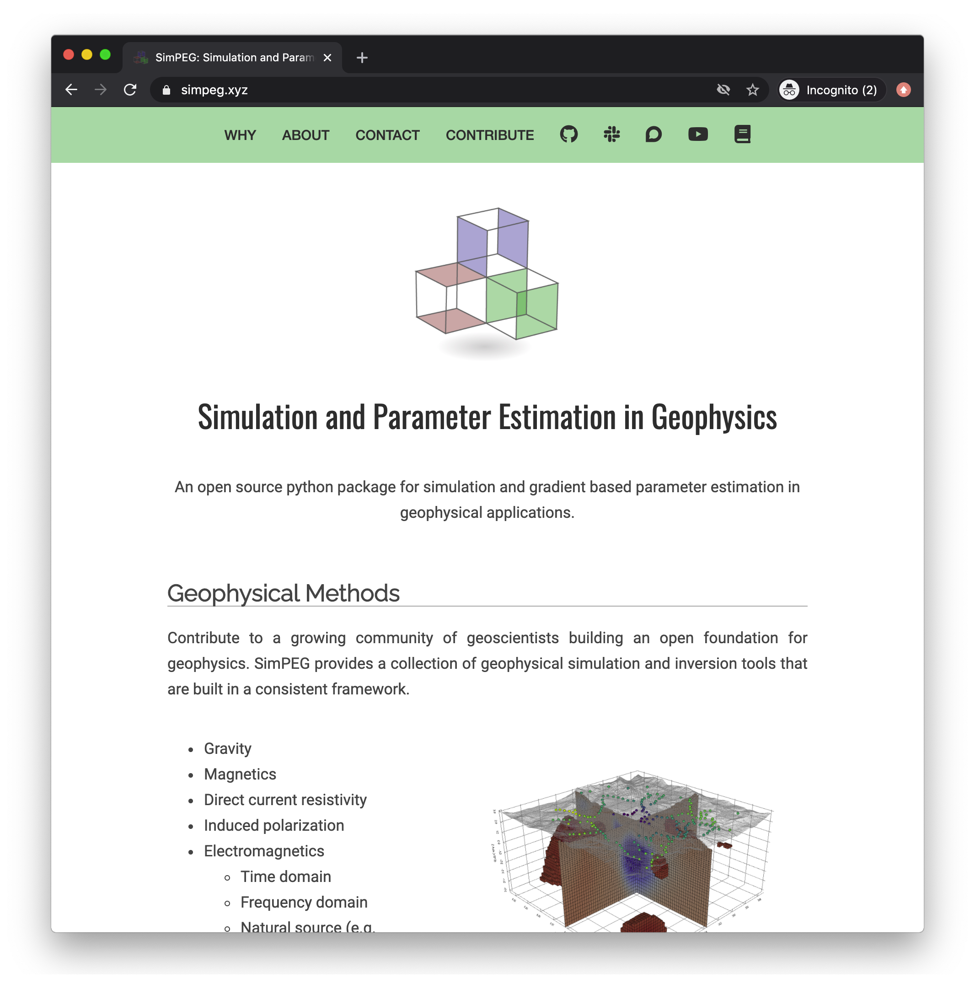 SimPEG: Simulation and Param
simpeg.xyz
Incognito (2)
WHY ABOUT CONTACT CONTRIBUTE
Simulation and Parameter Estimation in Geophysics
An open source python package for simulation and gradient based parameter estimation in
geophysical applications.
Geophysical Methods
Contribute to a growing community of geoscientists building an open foundation for
geophysics. SimPEG provides a collection of geophysical simulation and inversion tools that
are built in a consistent framework.
Gravity
Magnetics
Direct current resistivity
Induced polarization
Electromagnetics
Time domain
Frequency domain
Natural source (e.g.